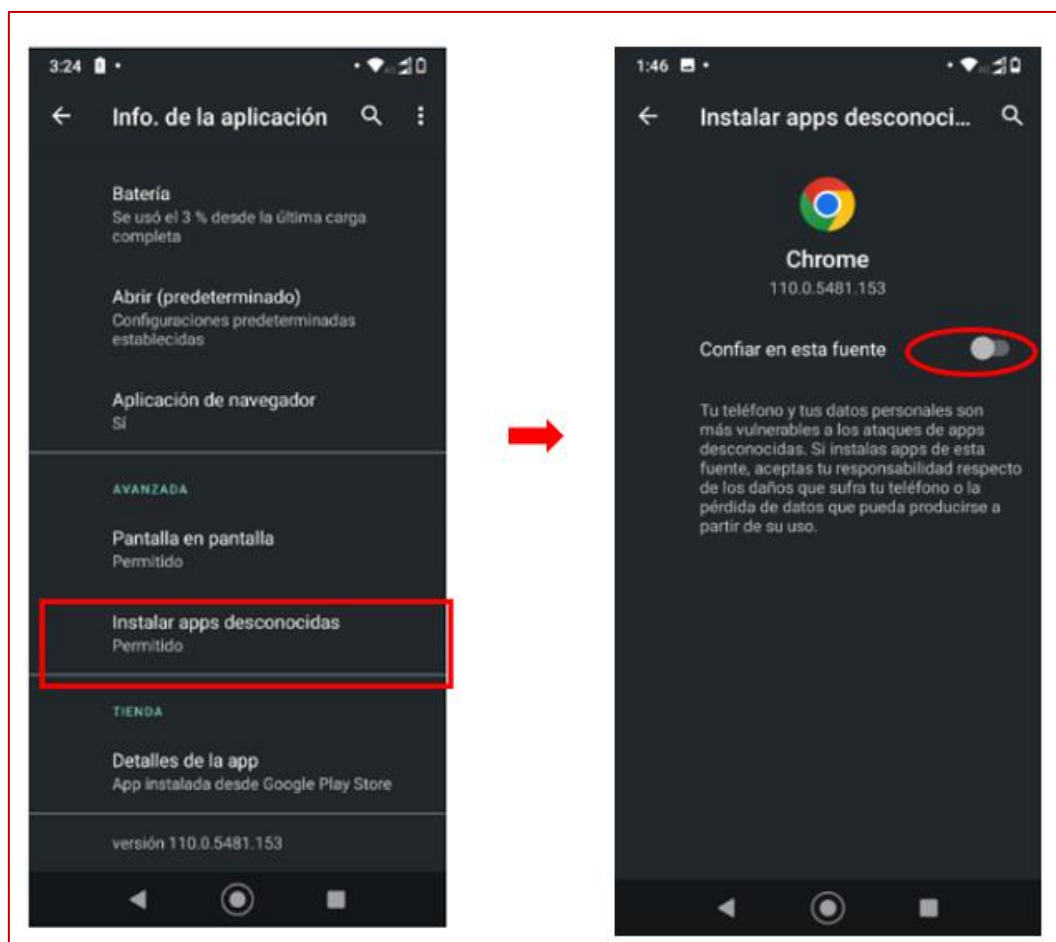 3:24
Info. de la aplicación
Batería
Se usó el 3 % desde la última carga
completa
Abrir (predeterminado)
Configuraciones predeterminadas
establecidas
Aplicación de navegador
Sí
AVANZADA
Pantalla en pantalla
Permitido
Instalar apps desconocidas
Permitido
TIENDA
Detalles de la app
App instalada desde Google Play Store
versión 110.0.5481.153
1:46
Instalar apps desconoci...
Chrome
110.0.5481.153
Confiar en esta fuente
Tu teléfono y tus datos personales son
más vulnerables a los ataques de apps
desconocidas. Si instalas apps de esta
fuente, aceptas tu responsabilidad respecto
de los daños que sufra tu teléfono o la
pérdida de datos que pueda producirse a
partir de su uso.